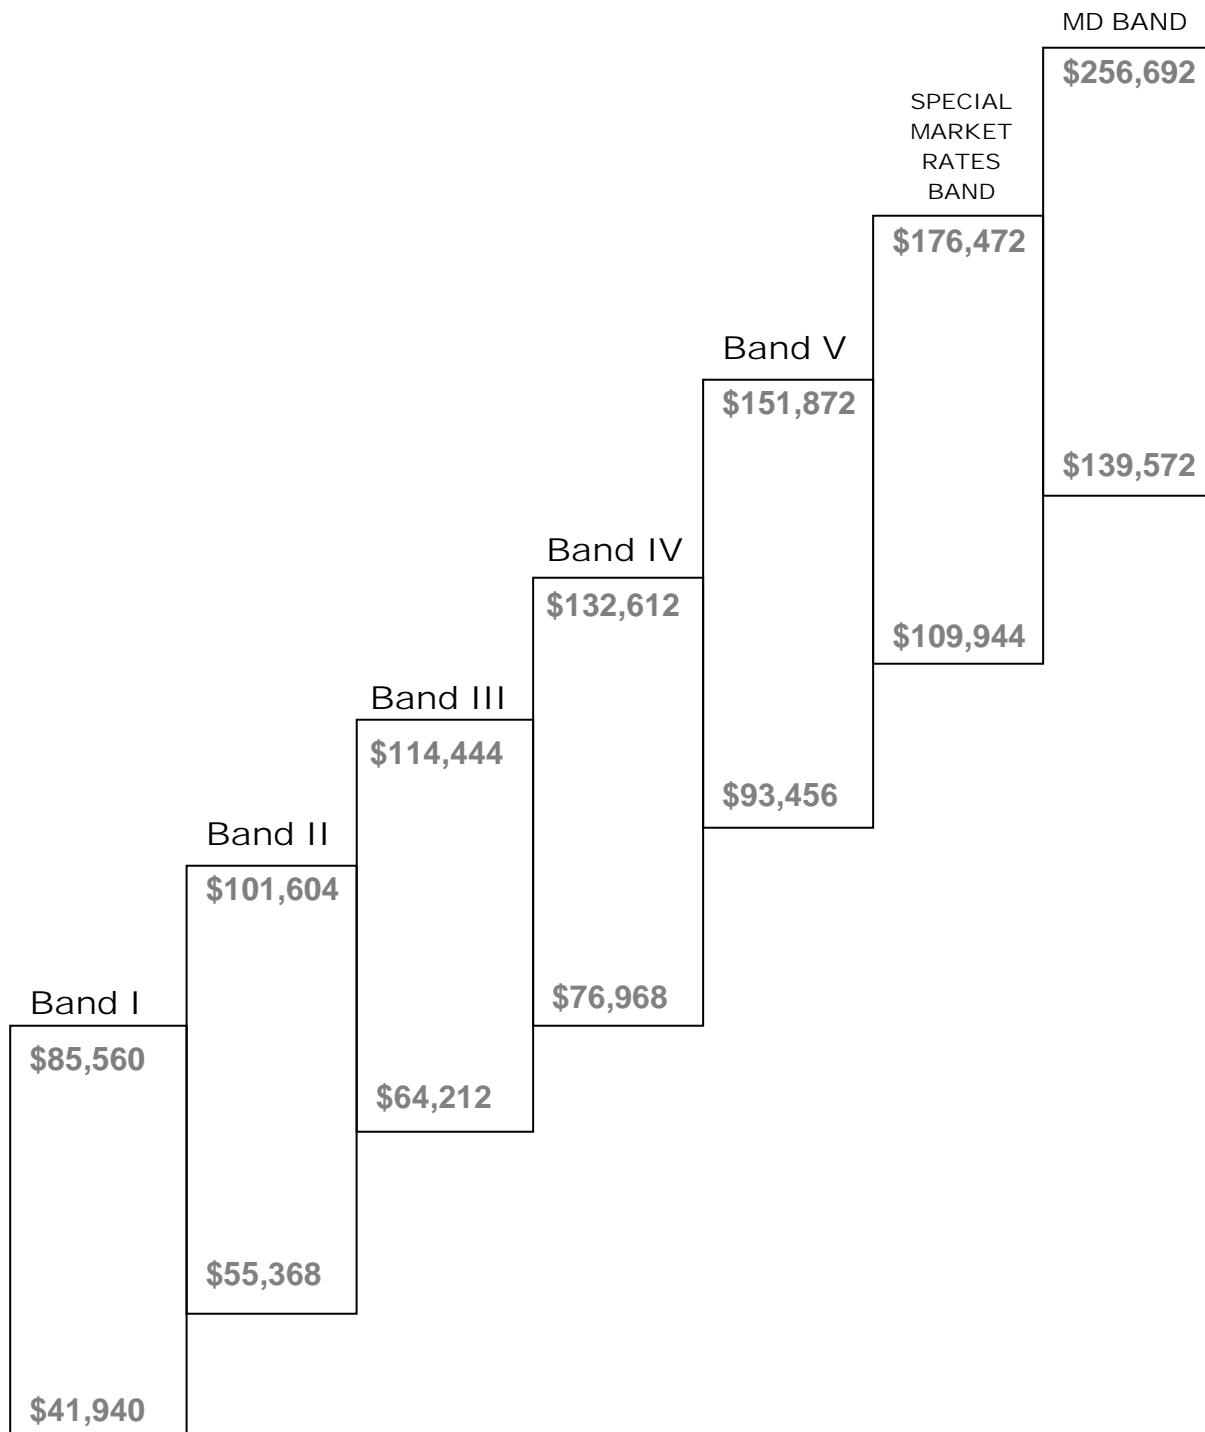 MD BAND
$256,692
SPECIAL
MARKET
RATES
BAND
$176,472
Band V
$151,872
$139,572
Band IV
$132,612
$109,944
Band III
$114,444
$93,456
Band II
$101,604
Band I
$76,968
$85,560
$64,212
$55,368
$41,940